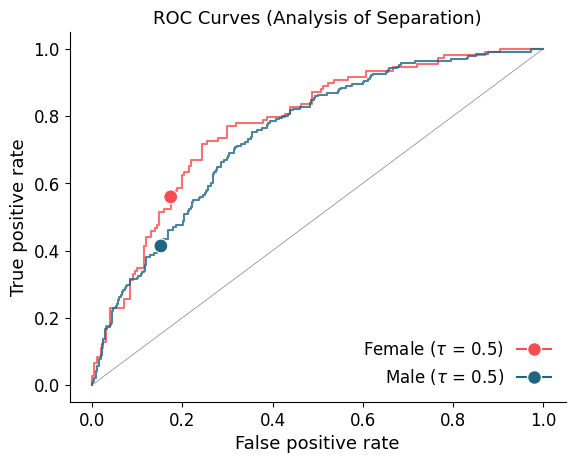 ROC Curves (Analysis of Separation)
True positive rate
1.0
0.8
0.6
0.4
0.2
0.0
Female (τ = 0.5)
Male (τ = 0.5)
0.0 0.2 0.4 0.6 0.8 1.0
False positive rate